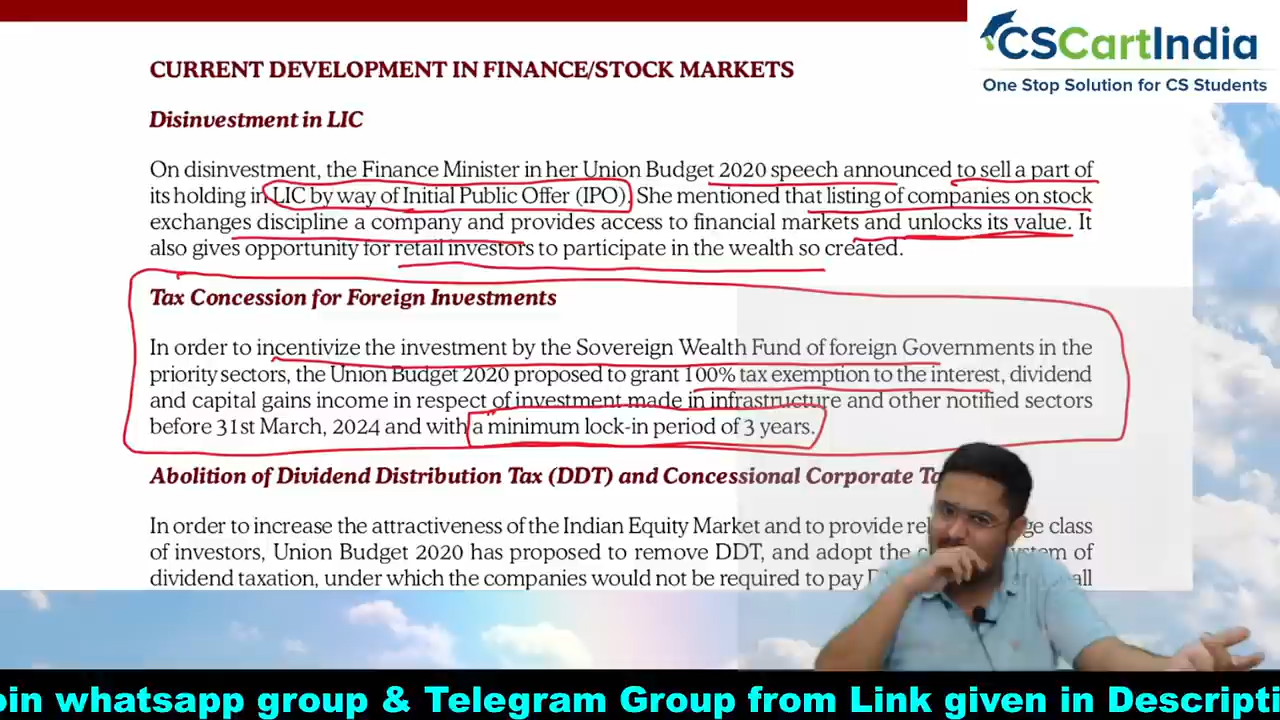 CSCartIndia
One Stop Solution for CS Students
CURRENT DEVELOPMENT IN FINANCE/STOCK MARKETS
Disinvestment in LIC
On disinvestment, the Finance Minister in her Union Budget 2020 speech announced to sell a part of
its holding in LIC by way of Initial Public Offer (IPO). She mentioned that listing of companies on stock
exchanges discipline a company and provides access to financial markets and unlocks its value. It
also gives opportunity for retail investors to participate in the wealth so created.
Tax Concession for Foreign Investments
In order to incentivize the investment by the Sovereign Wealth Fund of foreign Governments in the
priority sectors, the Union Budget 2020 proposed to grant 100% tax exemption to the interest, dividend
and capital gains income in respect of investment made in infrastructure and other notified sectors
before 31st March, 2024 and with a minimum lock-in period of 3 years.
Abolition of Dividend Distribution Tax (DDT) and Concessional Corporate
In order to increase the attractiveness of the Indian Equity Market and to provide class
of investors, Union Budget 2020 has proposed to remove DDT, and adopt the of
dividend taxation, under which the companies would not be required to pay
whatsapp group & Telegram Group from Link given in